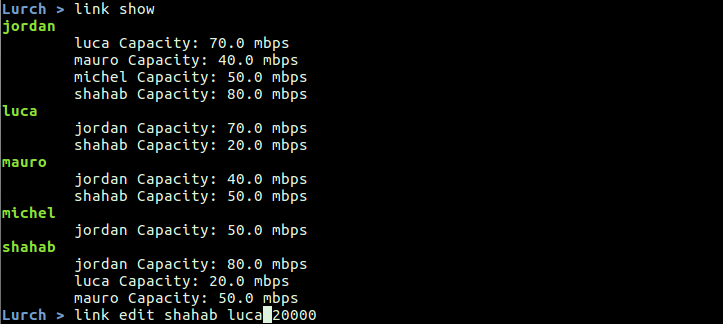 Lurch > link show
jordan
luca Capacity: 70.0 mbps
mauro Capacity: 40.0 mbps
michel Capacity: 50.0 mbps
shahab Capacity: 80.0 mbps
luca
jordan Capacity: 70.0 mbps
shahab Capacity: 20.0 mbps
mauro
jordan Capacity: 40.0 mbps
shahab Capacity: 50.0 mbps
michel
jordan Capacity: 50.0 mbps
shahab
jordan Capacity: 80.0 mbps
luca Capacity: 20.0 mbps
mauro Capacity: 50.0 mbps
Lurch > link edit shahab luca 20000